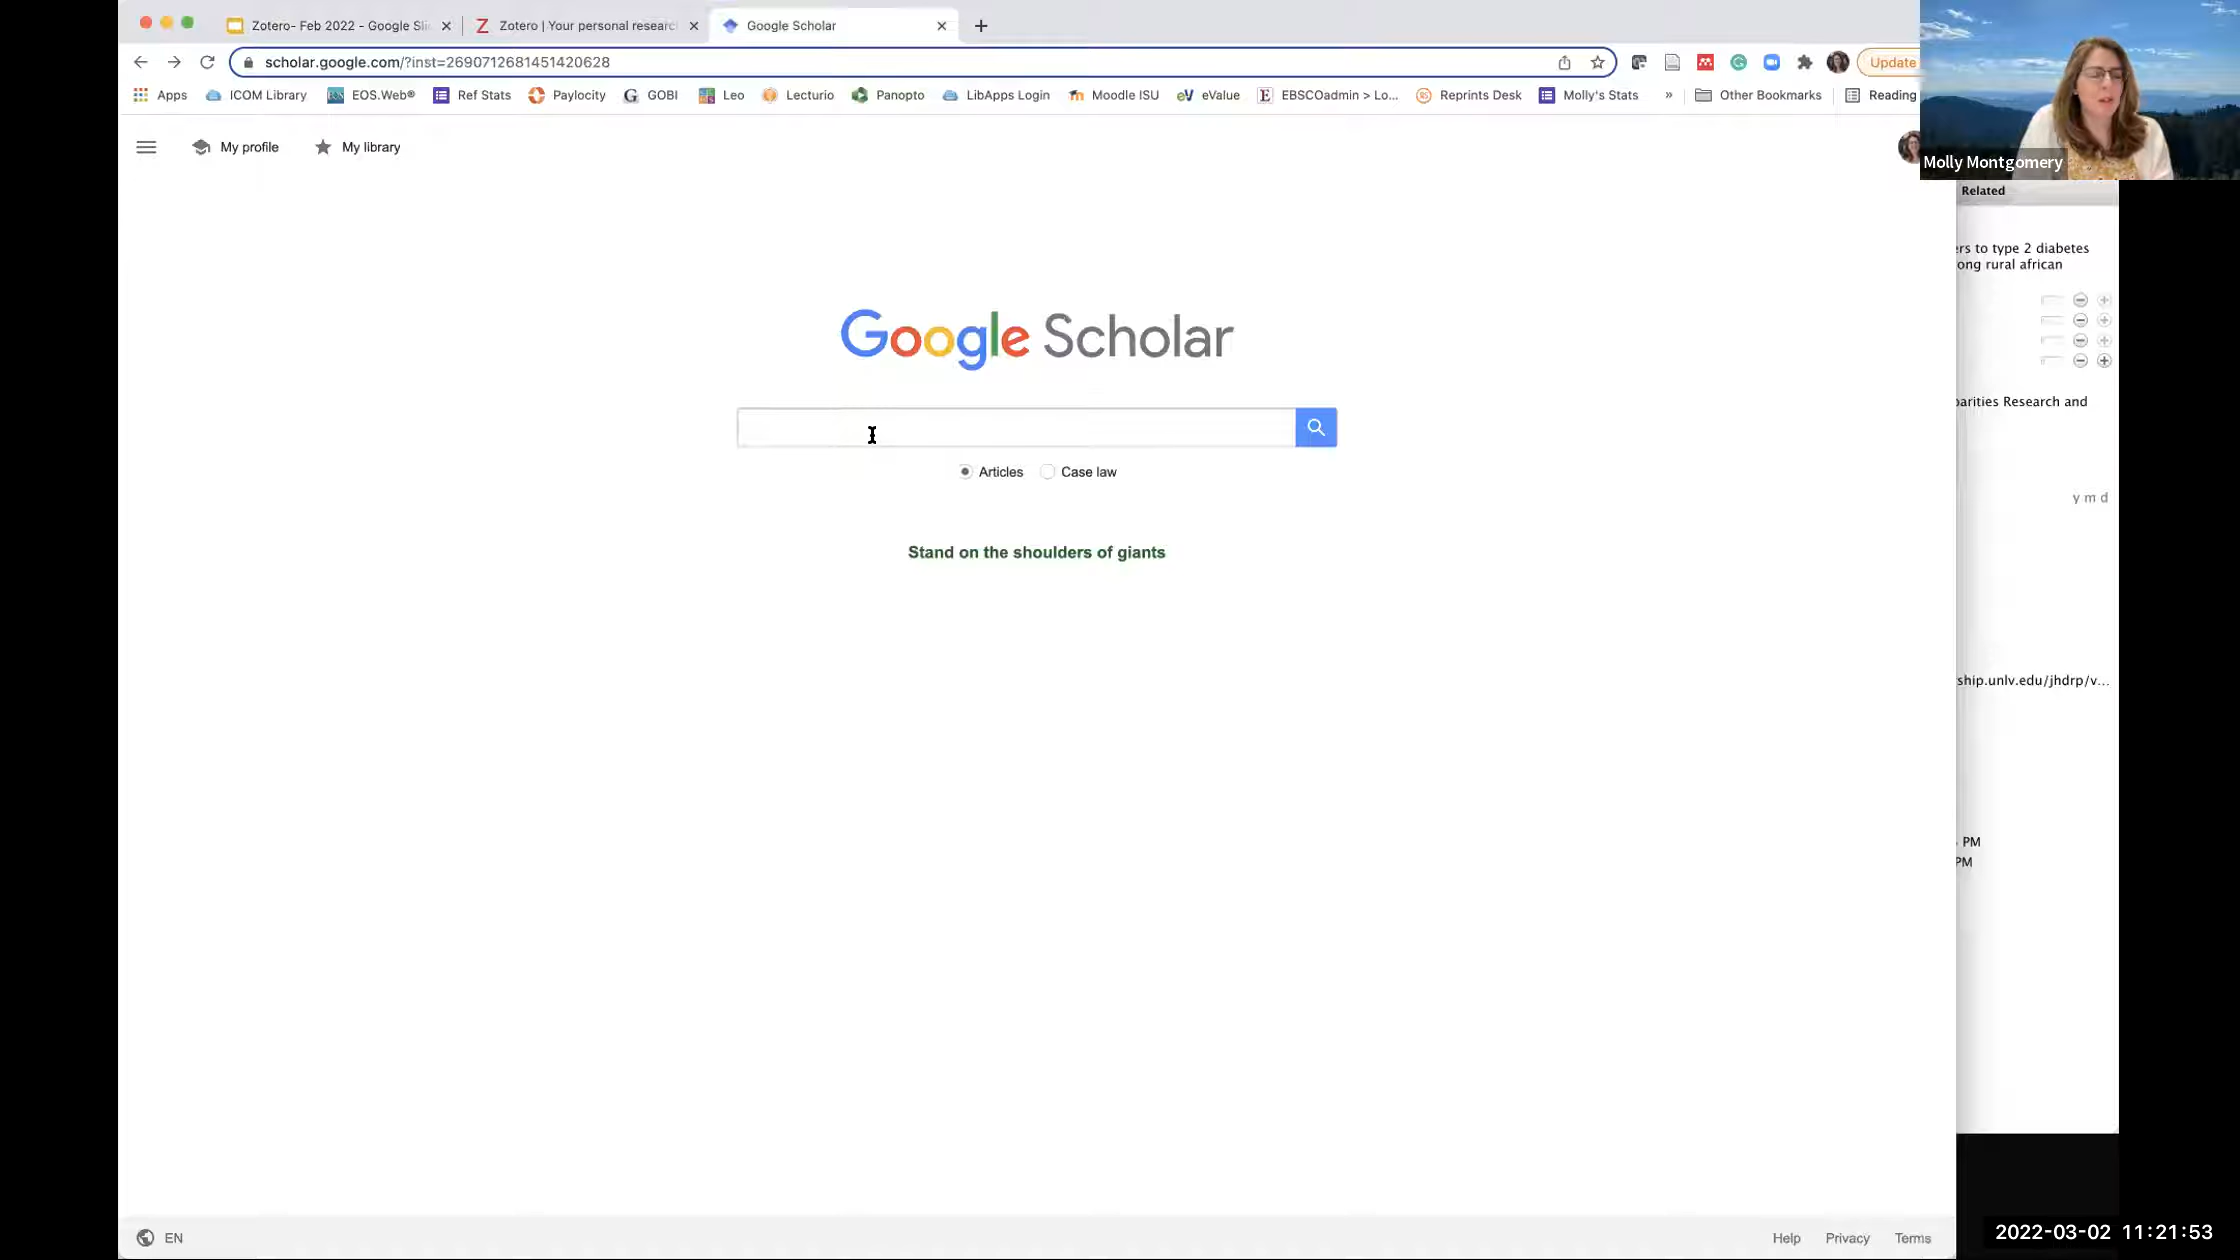 Zotero- Feb 2022 - Google Sli
Zotero | Your personal research
Google Scholar
scholar.google.com/?inst=2690712681451420628
Update
Apps
ICOM Library
EOS.Web®
Ref Stats
Paylocity
GOBI
Leo
Lecturio
Panopto
LibApps Login
Moodle ISU
eValue
EBSCOadmin > Lo...
Reprints Desk
Molly's Stats
»
Other Bookmarks
Reading
My profile
My library
Molly Montgomery
Related
ers to type 2 diabetes
ong rural african
Google Scholar
Articles
Case law
Stand on the shoulders of giants
parities Research and
y m d
ship.unlv.edu/jhdrp/v...
PM
PM
EN
Help
Privacy
Terms
2022-03-02 11:21:53